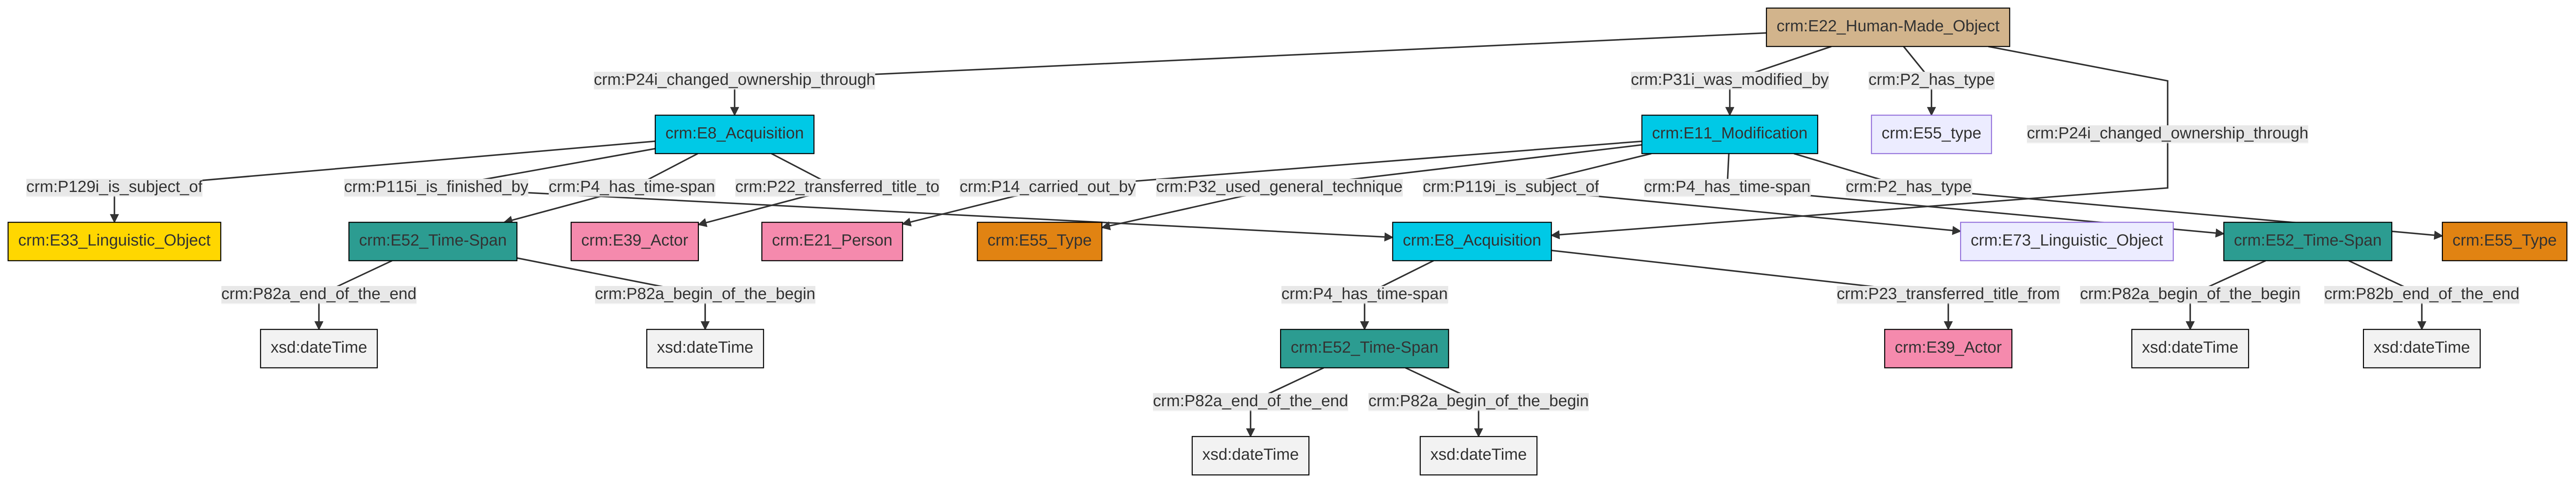 crm:E22_Human-Made_Object
crm:P24i_changed_ownership_through
crm:P31i_was_modified_by
crm:P2_has_type
crm:E8_Acquisition
crm:E11_Modification
crm:E55_type
crm:P24i_changed_ownership_through
crm:P129i_is_subject_of
crm:P115i_is_finished_by
crm:P4_has_time-span
crm:P22_transferred_title_to
crm:P14_carried_out_by
crm:P32_used_general_technique
crm:P119i_is_subject_of
crm:P4_has_time-span
crm:P2_has_type
crm:E33_Linguistic_Object
crm:E52_Time-Span
crm:E39_Actor
crm:E21_Person
crm:E55_Type
crm:E8_Acquisition
crm:E73_Linguistic_Object
crm:E52_Time-Span
crm:E55_Type
crm:P82a_end_of_the_end
crm:P82a_begin_of_the_begin
crm:P4_has_time-span
crm:P23_transferred_title_from
crm:P82a_begin_of_the_begin
crm:P82b_end_of_the_end
xsd:dateTime
xsd:dateTime
crm:E52_Time-Span
crm:E39_Actor
xsd:dateTime
xsd:dateTime
crm:P82a_end_of_the_end
crm:P82a_begin_of_the_begin
xsd:dateTime
xsd:dateTime